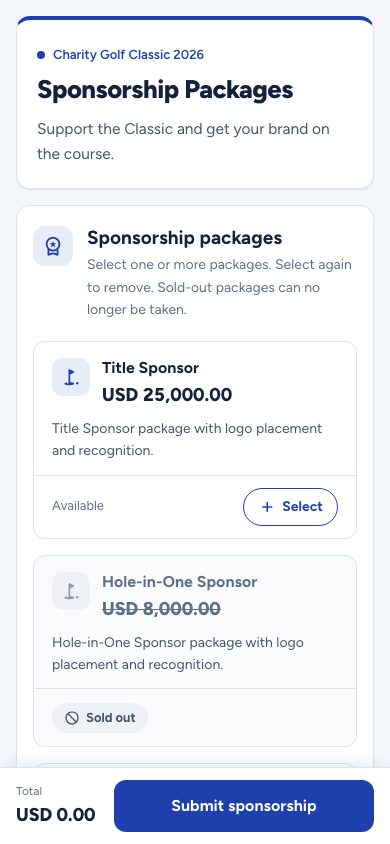 Charity Golf Classic 2026
Sponsorship Packages
Support the Classic and get your brand on
the course.
Sponsorship packages
Select one or more packages. Select again
to remove. Sold-out packages can no
longer be taken.
Title Sponsor
USD 25,000.00
Title Sponsor package with logo placement
and recognition.
Available
Select
Hole-in-One Sponsor
USD 8,000.00
Hole-in-One Sponsor package with logo
placement and recognition.
Sold out
Total
USD 0.00
Submit sponsorship